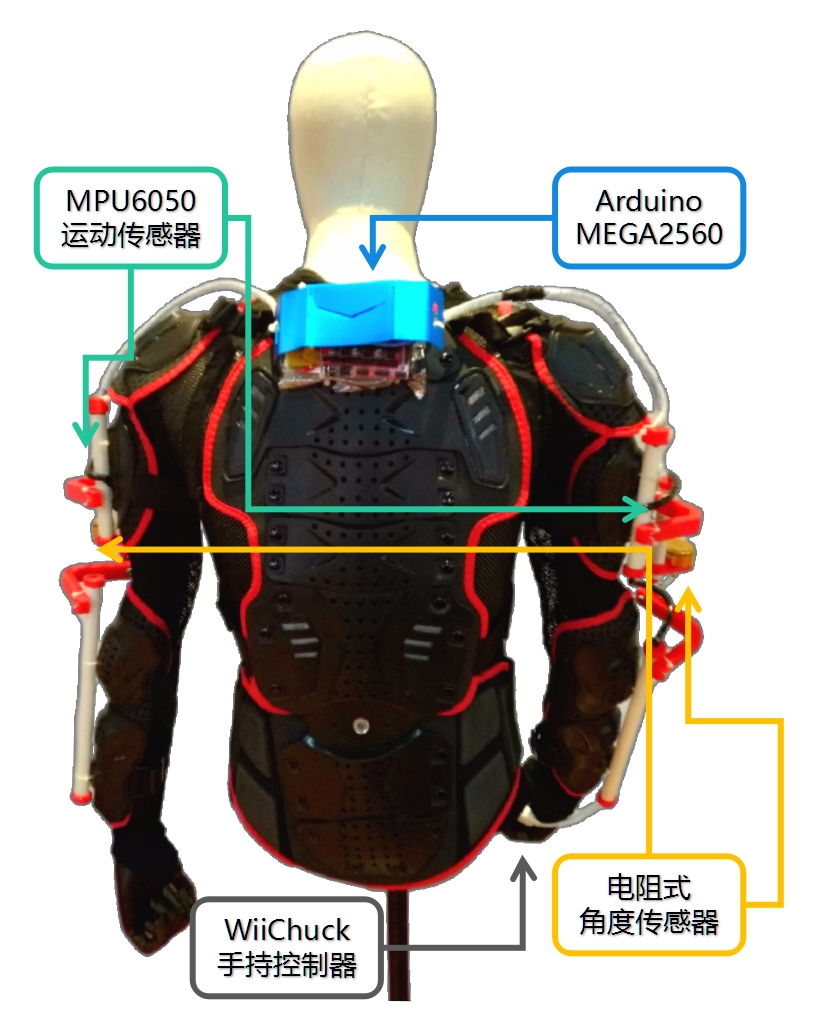 MPU6050
运动传感器
Arduino
MEGA2560
WiiChuck
手持控制器
电阻式
角度传感器